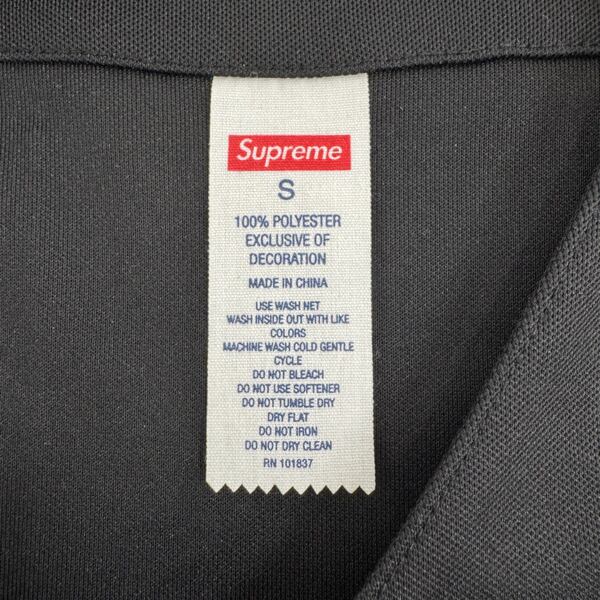 Supreme
S
100% POLYESTER
EXCLUSIVE OF
DECORATION
MADE IN CHINA
USE WASH NET
WASH INSIDE OUT WITH LIKE
COLORS
MACHINE WASH COLD GENTLE
CYCLE
DO NOT BLEACH
DO NOT USE SOFTENER
DO NOT TUMBLE DRY
DRY FLAT
DO NOT IRON
DO NOT DRY CLEAN
RN 101837